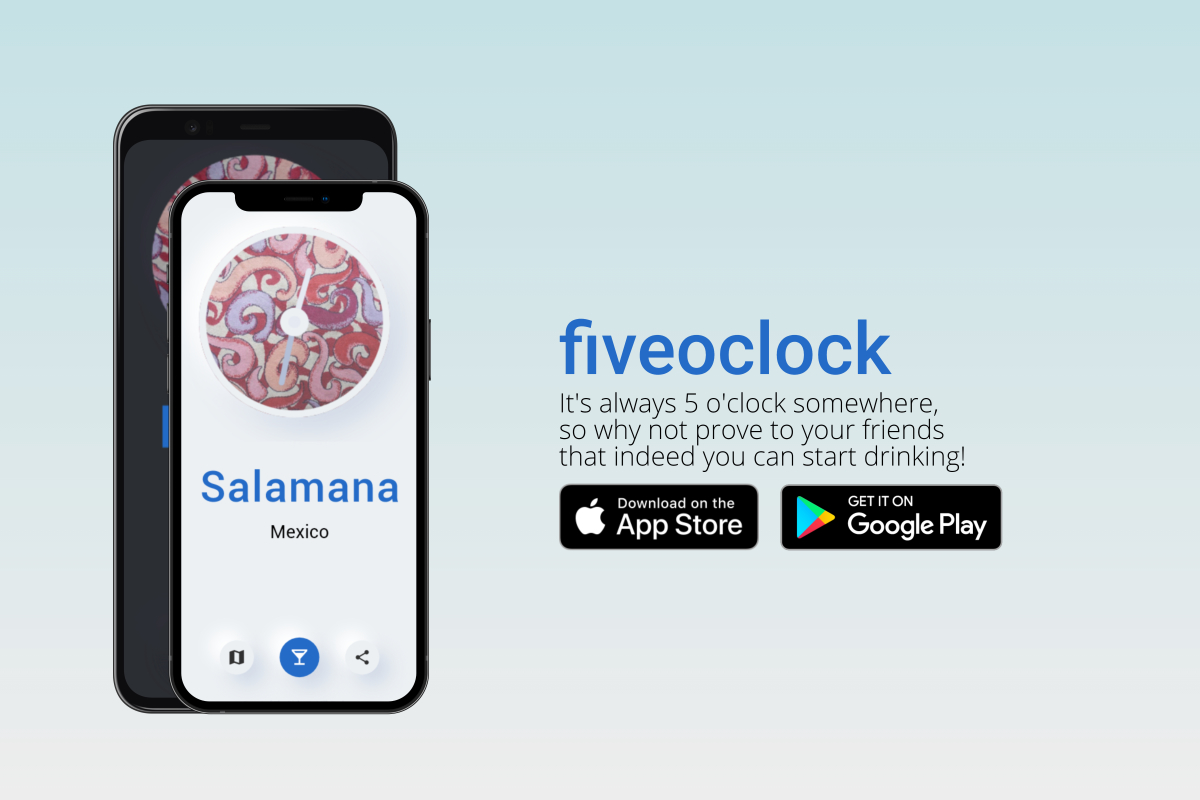 Salamana
Mexico
fiveoclock
It's always 5 o'clock somewhere,
so why not prove to your friends
that indeed you can start drinking!
Download on the
App Store
GET IT ON
Google Play